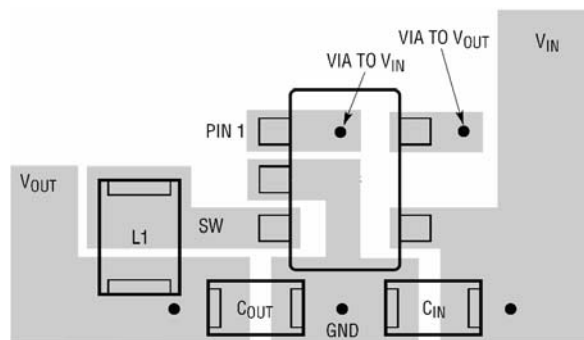 VIA TO VOUT
VIN
VIA TO VIN
PIN 1
VOUT
L1
SW
COUT
CIN
GND